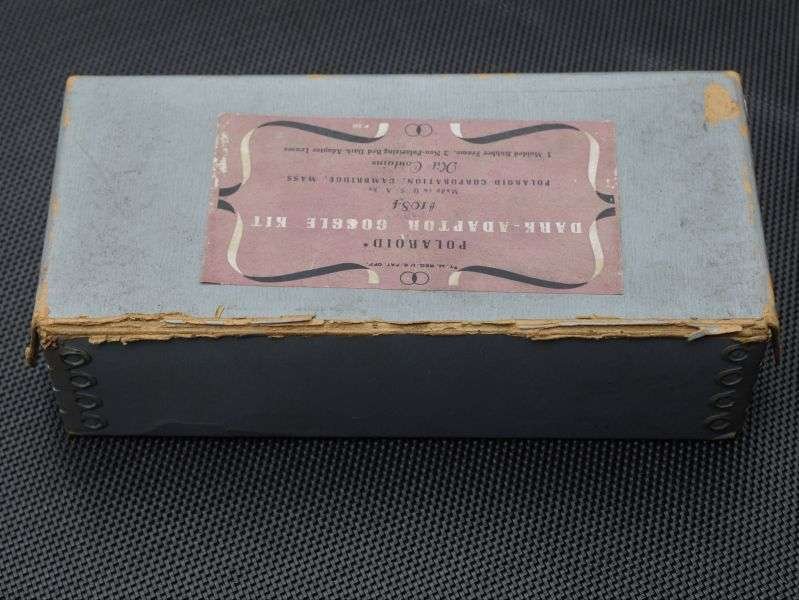 T. M. REG. U.S. PAT. OFF.
POLAROID*
DARK-ADAPTOR GOGGLE KIT
#1084
Made in U.S.A. by
POLAROID CORPORATION, CAMBRIDGE, MASS
Kit Contains
1 Molded Rubber Frame, 2 Non-Polarizing Red Dark Adaptor Lenses